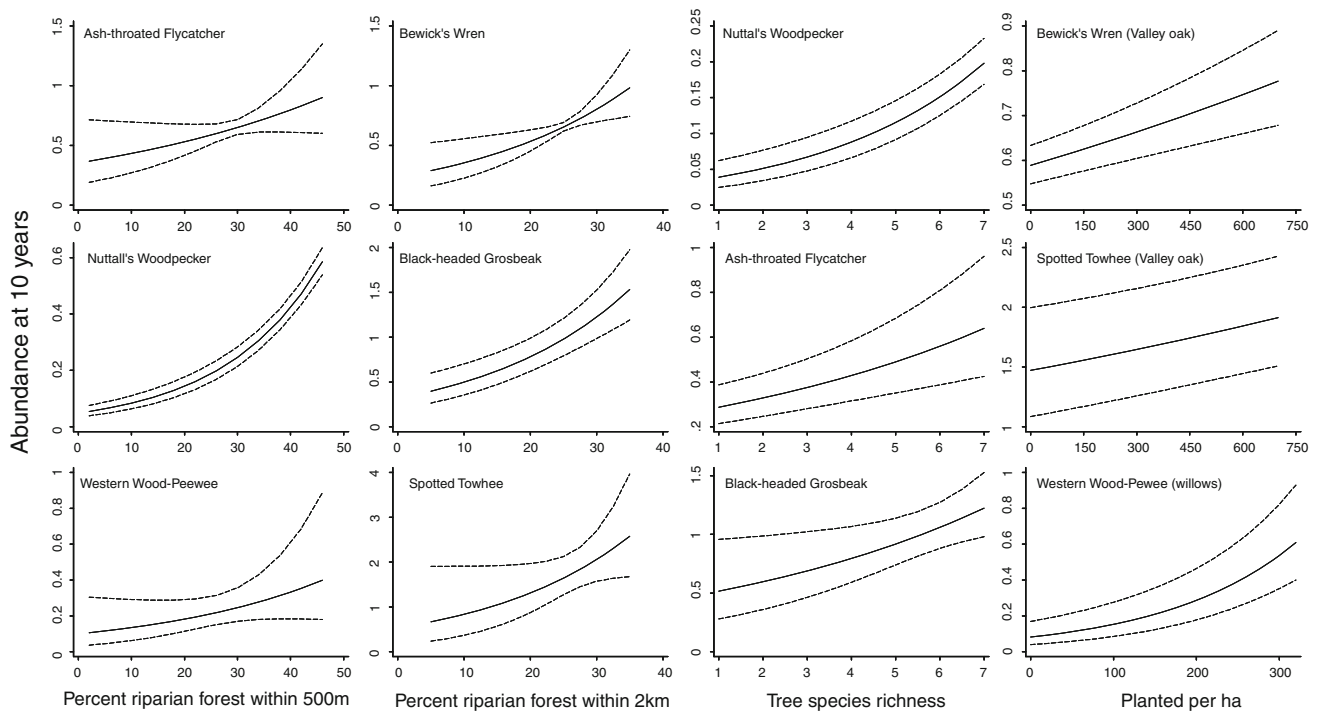 Abundance at 10 years
Ash-throated Flycatcher
0 0.5 1 1.5
0 10 20 30 40 50
Bewick's Wren
0 0.5 1 1.5
0 10 20 30 40
Nuttal's Woodpecker
0 0.05 0.1 0.15 0.2 0.25
1 2 3 4 5 6 7
Bewick's Wren (Valley oak)
0.5 0.6 0.7 0.8 0.9
0 150 300 450 600 750
Nuttall's Woodpecker
0 0.2 0.4 0.6
0 10 20 30 40 50
Black-headed Grosbeak
0 0.5 1 1.5 2
0 10 20 30 40
Ash-throated Flycatcher
.2 0.4 0.6 0.8 1
1 2 3 4 5 6 7
Spotted Towhee (Valley oak)
1 1.5 2 2.5
0 150 300 450 600 750
Western Wood-Peewee
0 0.2 0.4 0.6 0.8 1
0 10 20 30 40 50
Percent riparian forest within 500m
Spotted Towhee
0 1 2 3 4
0 10 20 30 40
Percent riparian forest within 2km
Black-headed Grosbeak
0 0.5 1 1.5
1 2 3 4 5 6 7
Tree species richness
Western Wood-Pewee (willows)
0 0.2 0.4 0.6 0.8 1
0 100 200 300
Planted per ha